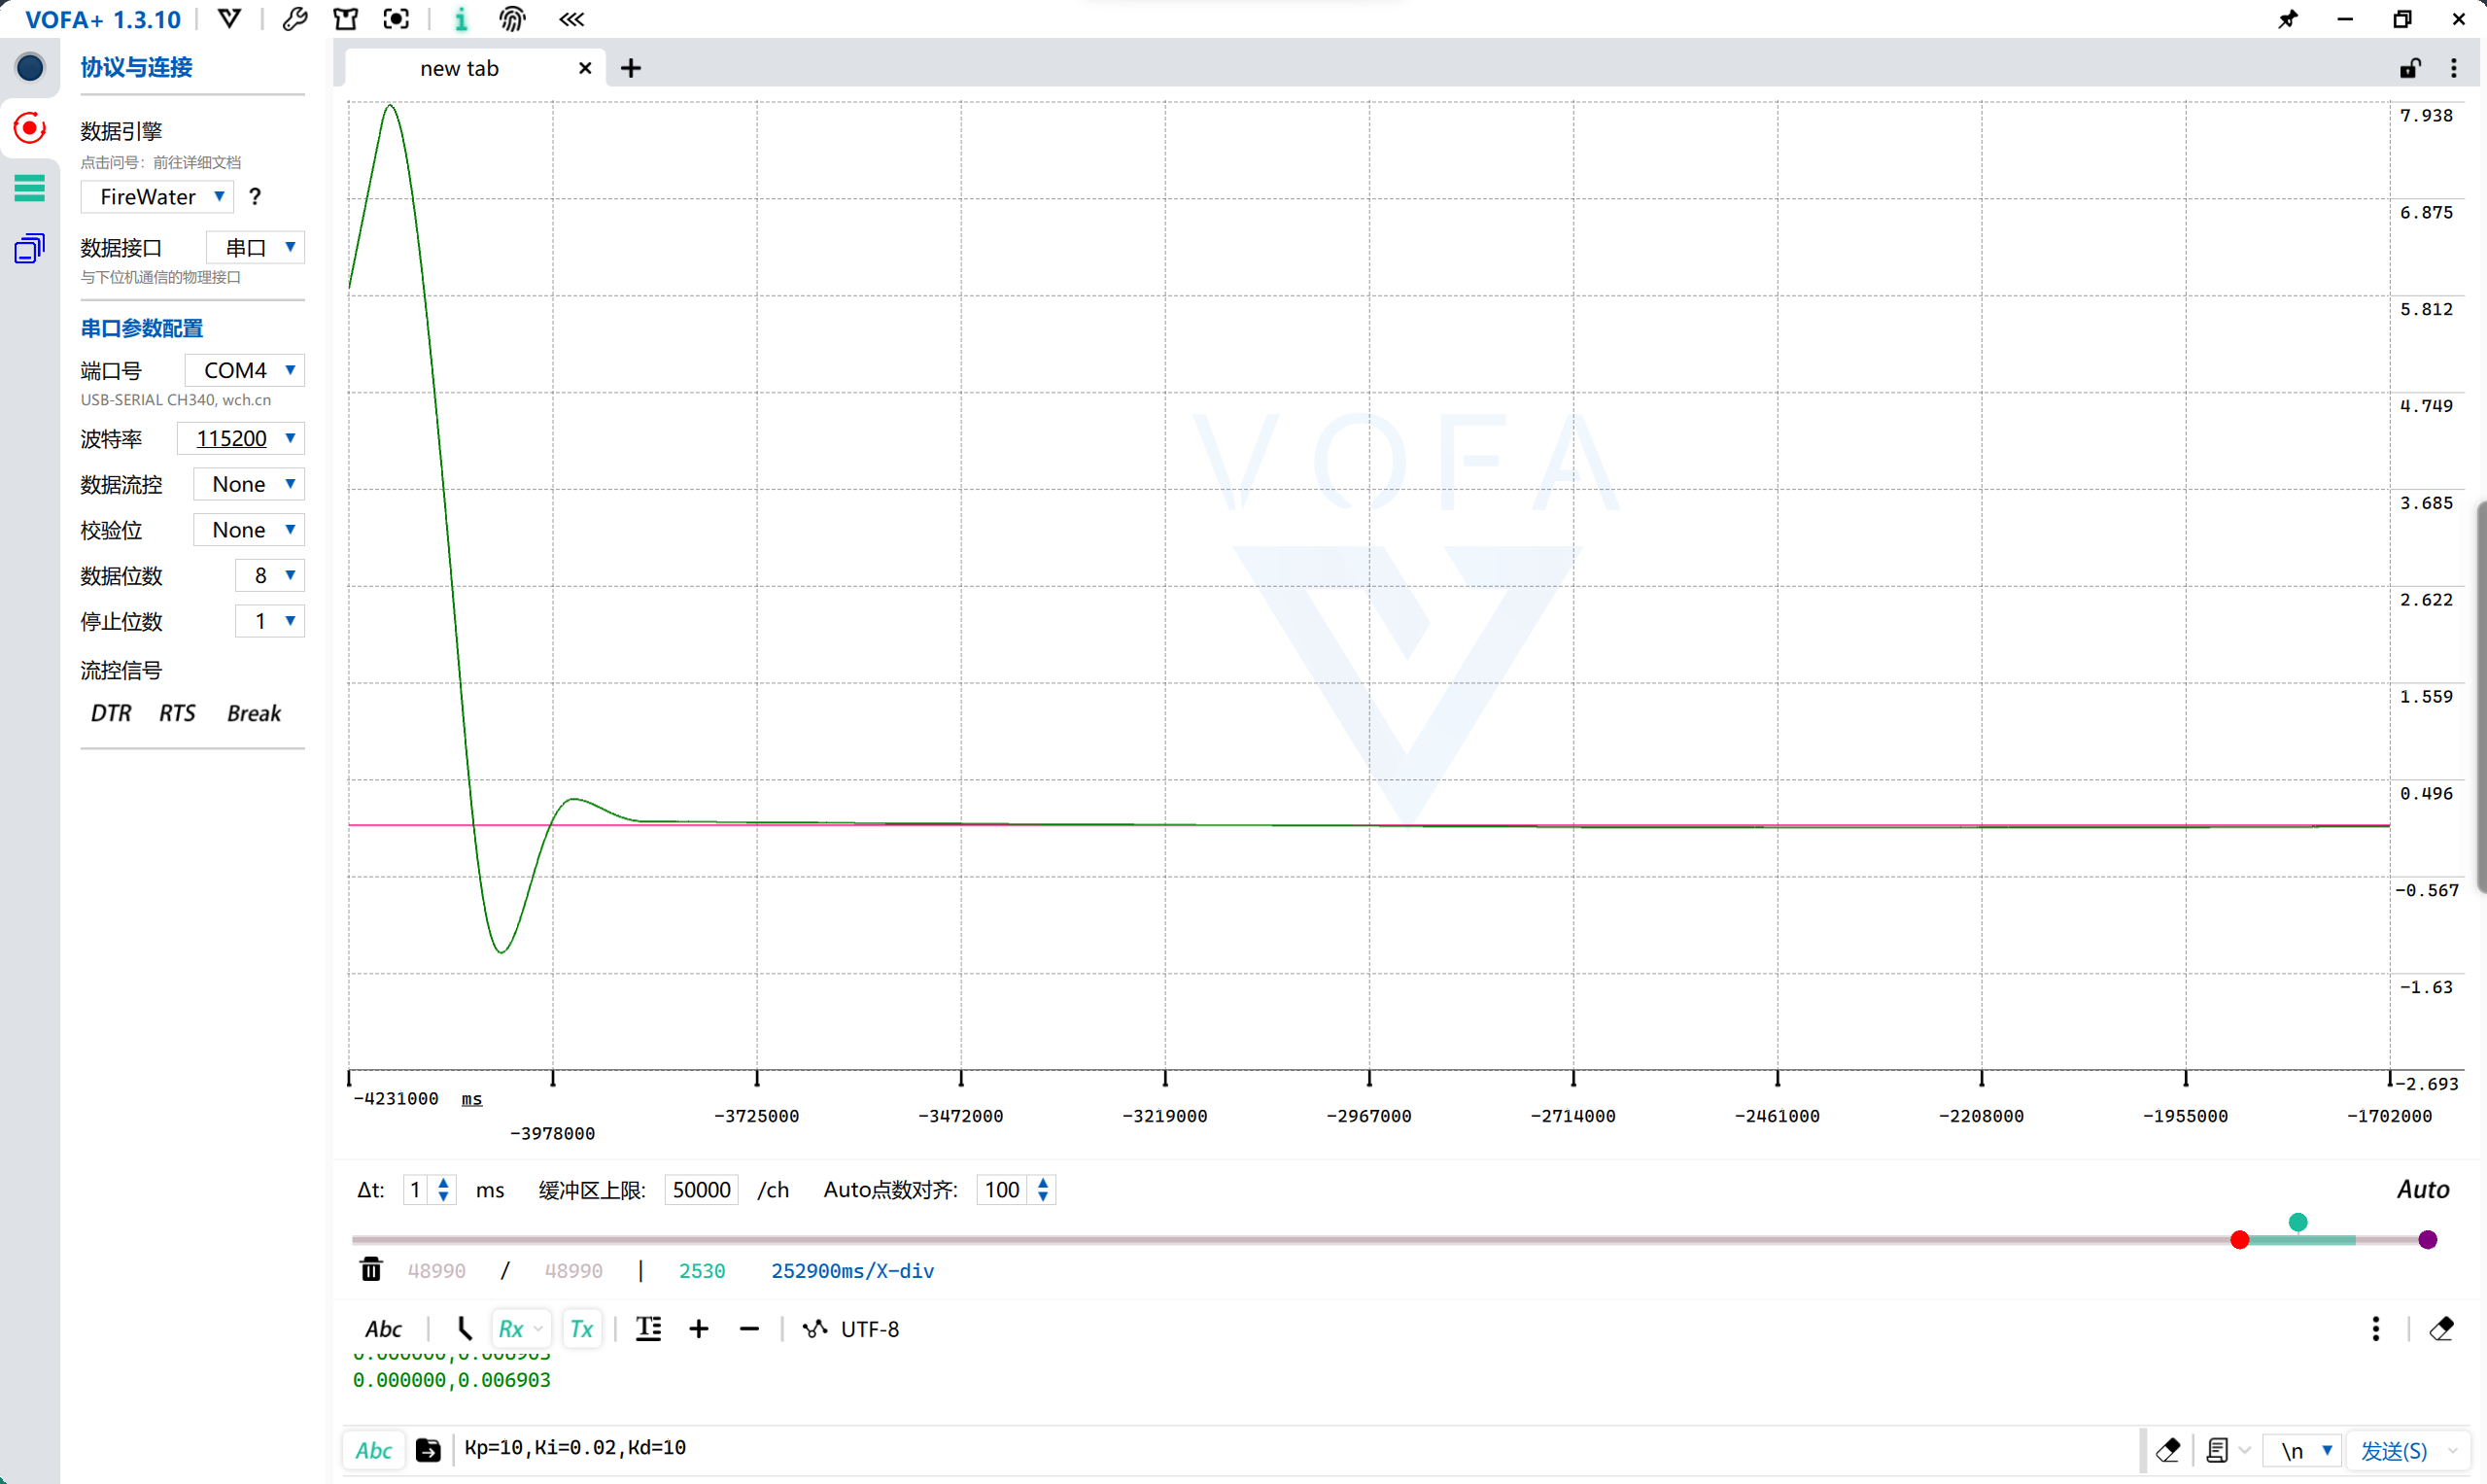 VOFA+ 1.3.10
协议与连接
new tab
数据引擎
点击问号：前往详细文档
FireWater ?
数据接口 串口
与下位机通信的物理接口
串口参数配置
端口号 COM4
USB-SERIAL CH340, wch.cn
波特率 115200
数据流控 None
校验位 None
数据位数 8
停止位数 1
流控信号
DTR RTS Break
VOFA
7.938
6.875
5.812
4.749
3.685
2.622
1.559
0.496
-0.567
-1.63
-2.693
-4231000 ms
-3978000
-3725000
-3472000
-3219000
-2967000
-2714000
-2461000
-2208000
-1955000
-1702000
Δt: 1 ms 缓冲区上限: 50000 /ch Auto点数对齐: 100 Auto
48990 / 48990 | 2530 252900ms/X-div
Abc Rx Tx UTF-8
0.000000,0.006903
0.000000,0.006903
Abc Kp=10,Ki=0.02,Kd=10 \n 发送(S)